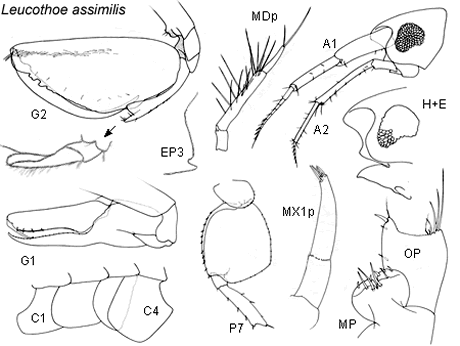 Leucothoe assimilis
MDp
A1
G2
A2
H+E
EP3
MX1p
G1
OP
C1
C4
P7
MP